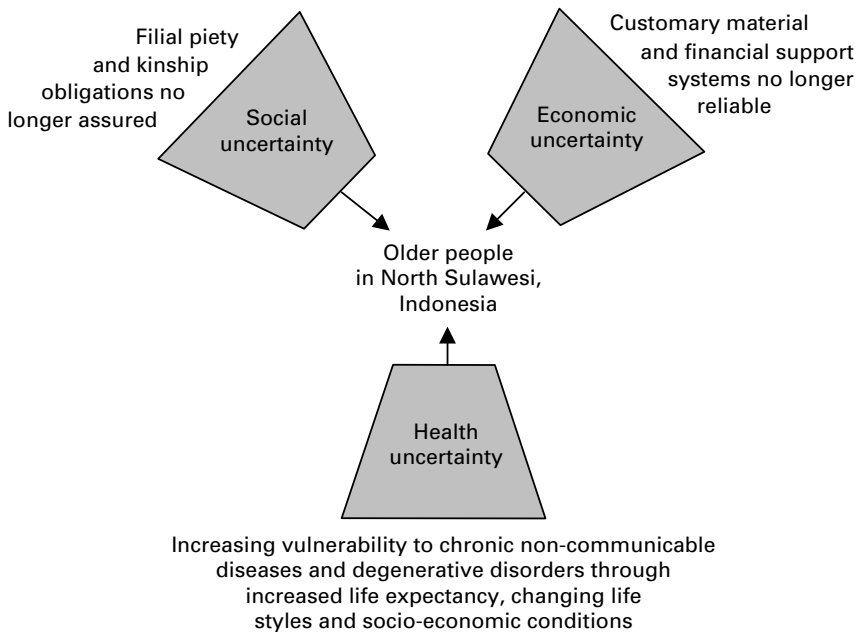 Filial piety
and kinship
obligations no
longer assured
Social
uncertainty
Customary material
and financial support
systems no longer
reliable
Economic
uncertainty
Older people
in North Sulawesi,
Indonesia
Health
uncertainty
Increasing vulnerability to chronic non-communicable
diseases and degenerative disorders through
increased life expectancy, changing life
styles and socio-economic conditions